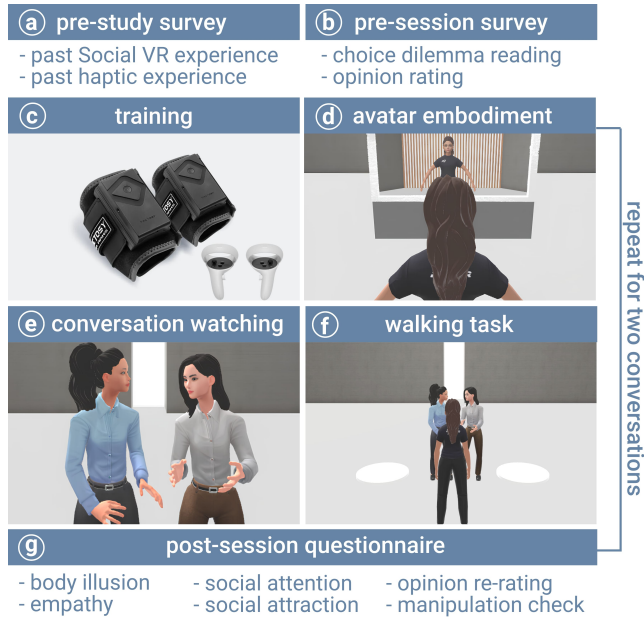 a pre-study survey
- past Social VR experience
- past haptic experience
b pre-session survey
- choice dilemma reading
- opinion rating
c training
d avatar embodiment
e conversation watching
f walking task
repeat for two conversations
g post-session questionnaire
- body illusion
- empathy
- social attention
- social attraction
- opinion re-rating
- manipulation check